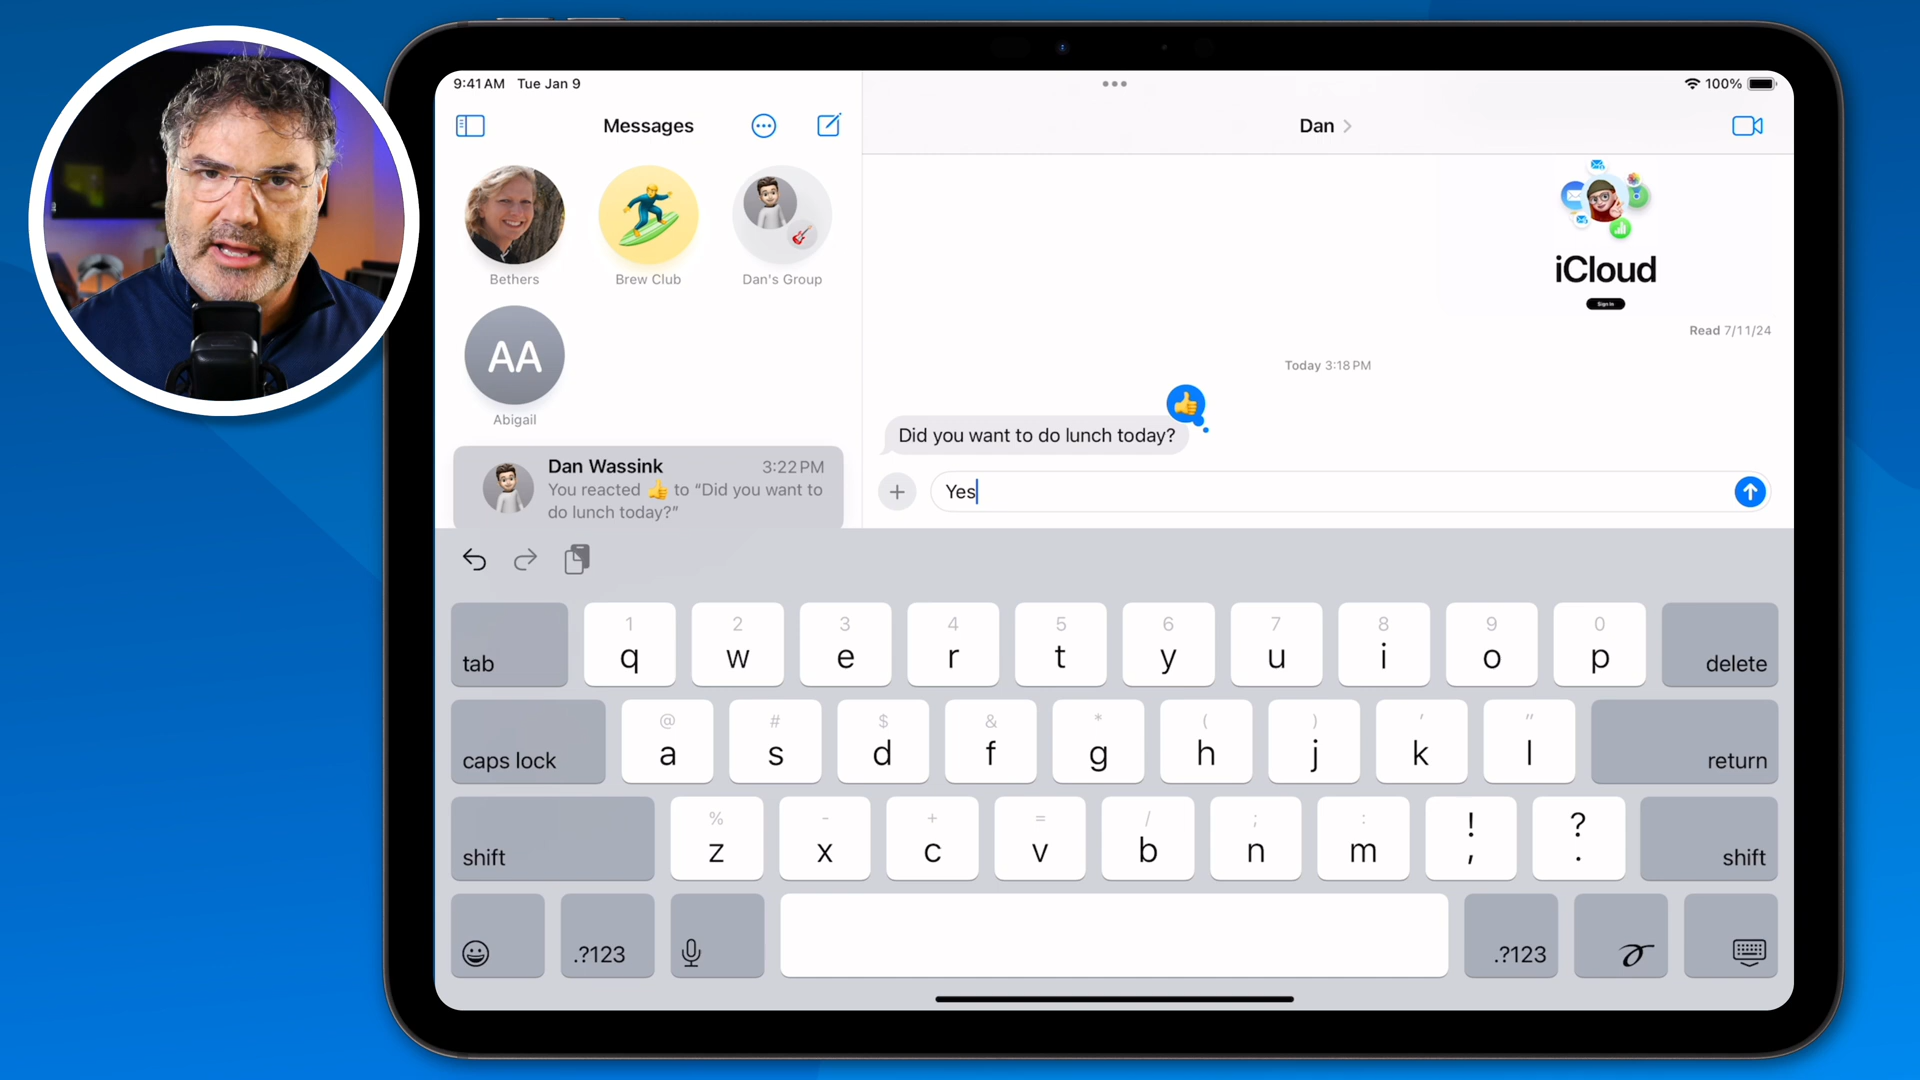 9:41 AM Tue Jan 9
100%
Messages
Dan
Bethers
Brew Club
Dan's Group
AA
Abigail
Dan Wassink
3:22 PM
You reacted 👍 to “Did you want to
do lunch today?”
iCloud
Sign In
Read 7/11/24
Today 3:18 PM
Did you want to do lunch today?
Yes
tab
1 2 3 4 5 6 7 8 9 0
q w e r t y u i o p
delete
caps lock
@ # $ & * ( ) ' "
a s d f g h j k l
return
shift
% - + = / ; : ! ?
z x c v b n m , .
shift
.?123
.?123